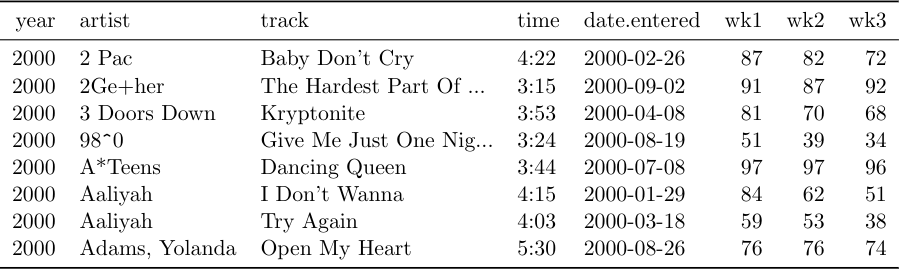 year artist track time date.entered wk1 wk2 wk3
2000 2 Pac Baby Don't Cry 4:22 2000-02-26 87 82 72
2000 2Ge+her The Hardest Part Of ... 3:15 2000-09-02 91 87 92
2000 3 Doors Down Kryptonite 3:53 2000-04-08 81 70 68
2000 98^0 Give Me Just One Nig... 3:24 2000-08-19 51 39 34
2000 A*Teens Dancing Queen 3:44 2000-07-08 97 97 96
2000 Aaliyah I Don't Wanna 4:15 2000-01-29 84 62 51
2000 Aaliyah Try Again 4:03 2000-03-18 59 53 38
2000 Adams, Yolanda Open My Heart 5:30 2000-08-26 76 76 74